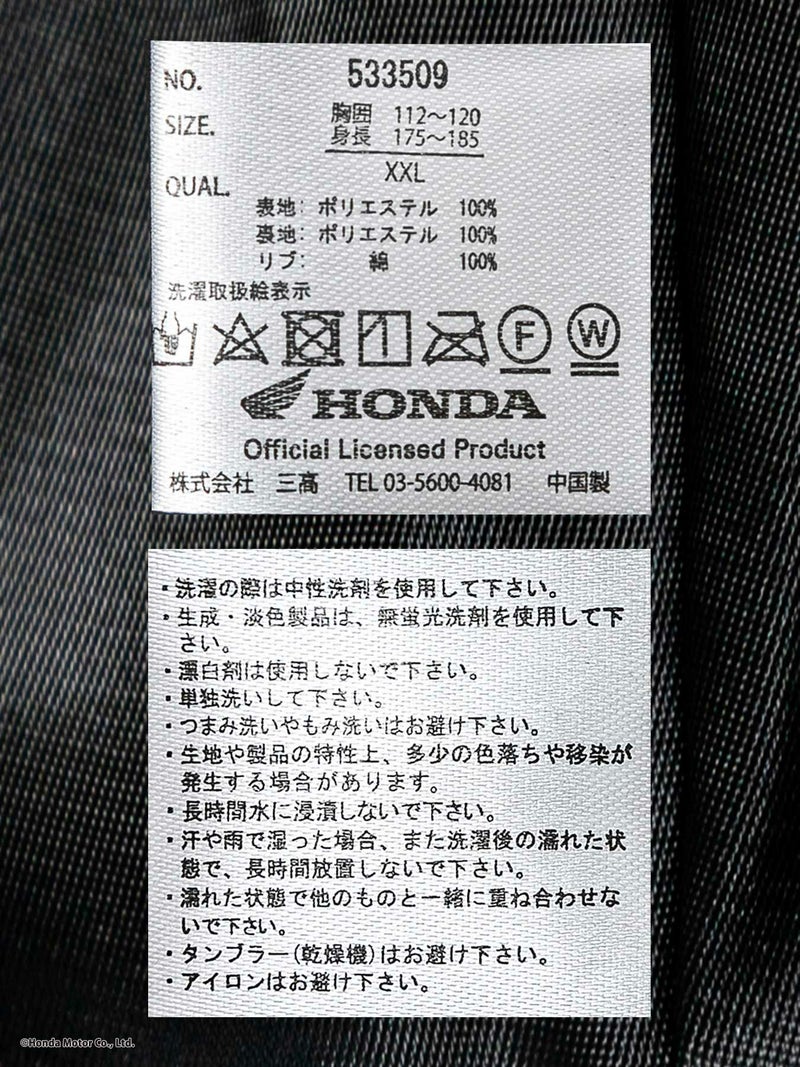 NO. 533509
SIZE. 胸囲 112～120
身長 175～185
XXL
QUAL.
表地: ポリエステル 100%
裏地: ポリエステル 100%
リブ: 綿 100%
洗濯取扱絵表示
F W
HONDA
Official Licensed Product
株式会社 三高 TEL 03-5600-4081 中国製
・洗濯の際は中性洗剤を使用して下さい。
・生成・淡色製品は、無蛍光洗剤を使用して下
さい。
・漂白剤は使用しないで下さい。
・単独洗いして下さい。
・つまみ洗いやもみ洗いはお避け下さい。
・生地や製品の特性上、多少の色落ちや移染が
発生する場合があります。
・長時間水に浸漬しないで下さい。
・汗や雨で湿った場合、また洗濯後の濡れた状
態で、長時間放置しないで下さい。
・濡れた状態で他のものと一緒に重ね合わせな
いで下さい。
・タンブラー(乾燥機)はお避け下さい。
・アイロンはお避け下さい。
©Honda Motor Co., Ltd.